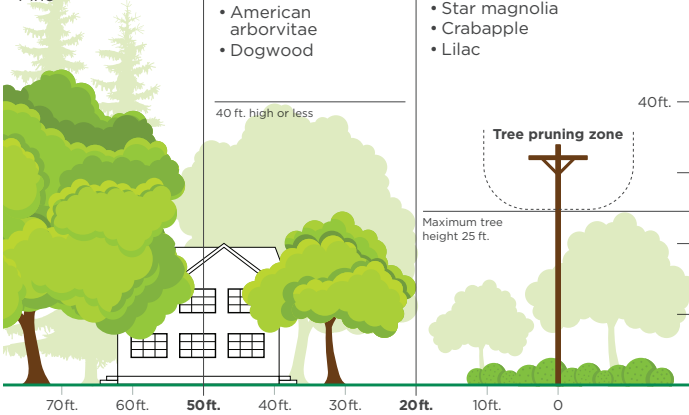 • American
arborvitae
• Dogwood
• Star magnolia
• Crabapple
• Lilac
40 ft. high or less
40ft.
Tree pruning zone
Maximum tree
height 25 ft.
70ft. 60ft. 50ft. 40ft. 30ft. 20ft. 10ft. 0